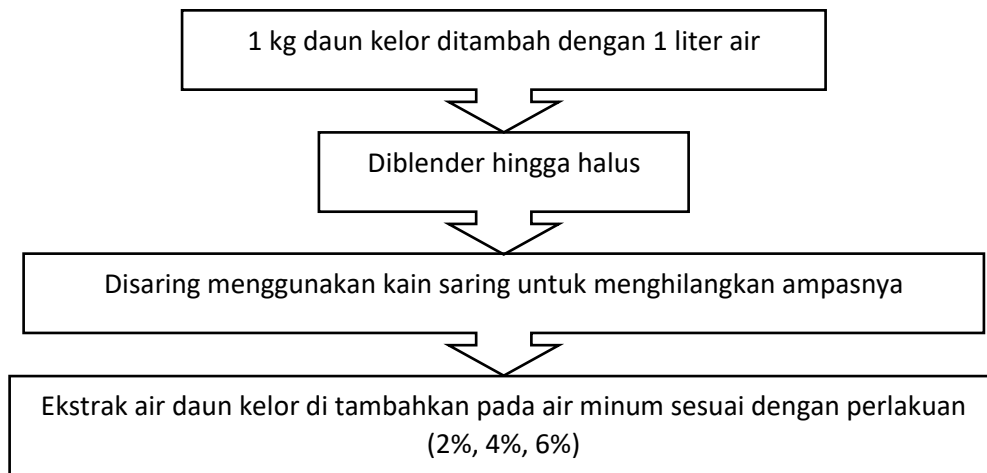 1 kg daun kelor ditambah dengan 1 liter air
Diblender hingga halus
Disaring menggunakan kain saring untuk menghilangkan ampasnya
Ekstrak air daun kelor di tambahkan pada air minum sesuai dengan perlakuan
(2%, 4%, 6%)